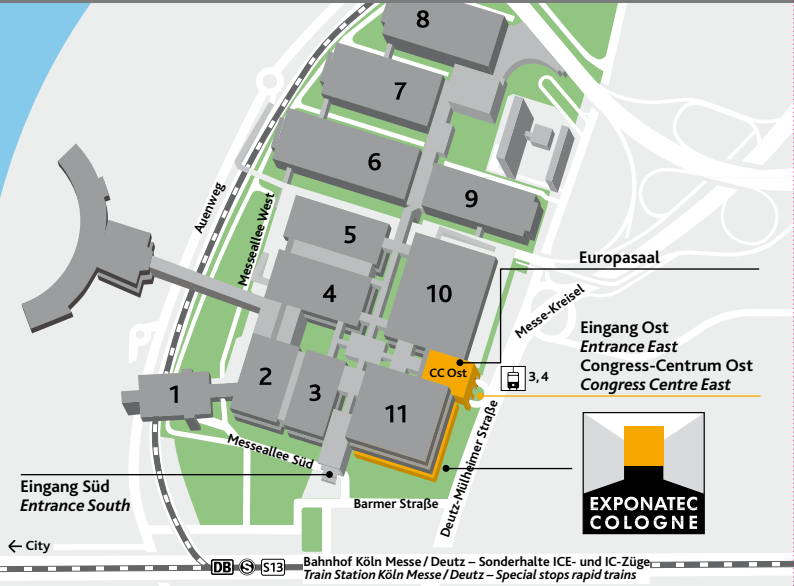 8
7
6
9
5
4
10
Auenweg
Messeallee West
Europasaal
Messe-Kreisel
Eingang Ost
Entrance East
Congress-Centrum Ost
Congress Centre East
CC Ost
3, 4
1
2
3
11
Messeallee Süd
Deutz-Mülheimer Straße
Eingang Süd
Entrance South
Barmer Straße
EXPONATEC
COLOGNE
← City
DB S S13 Bahnhof Köln Messe / Deutz – Sonderhalte ICE- und IC-Züge
Train Station Köln Messe / Deutz – Special stops rapid trains